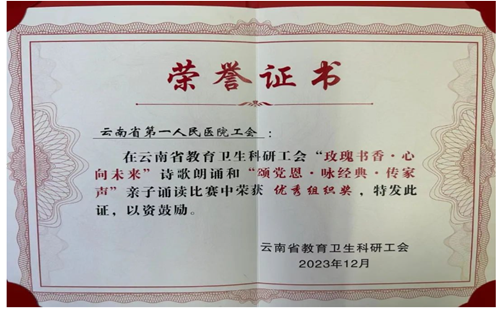 荣誉证书
云南省第一人民医院工会：
在云南省教育卫生科研工会“玫瑰书香·心
向未来”诗歌朗诵和“颂党恩·咏经典·传家
声”亲子诵读比赛中荣获 优秀组织奖，特发此
证，以资鼓励。
云南省教育卫生科研工会
2023年12月